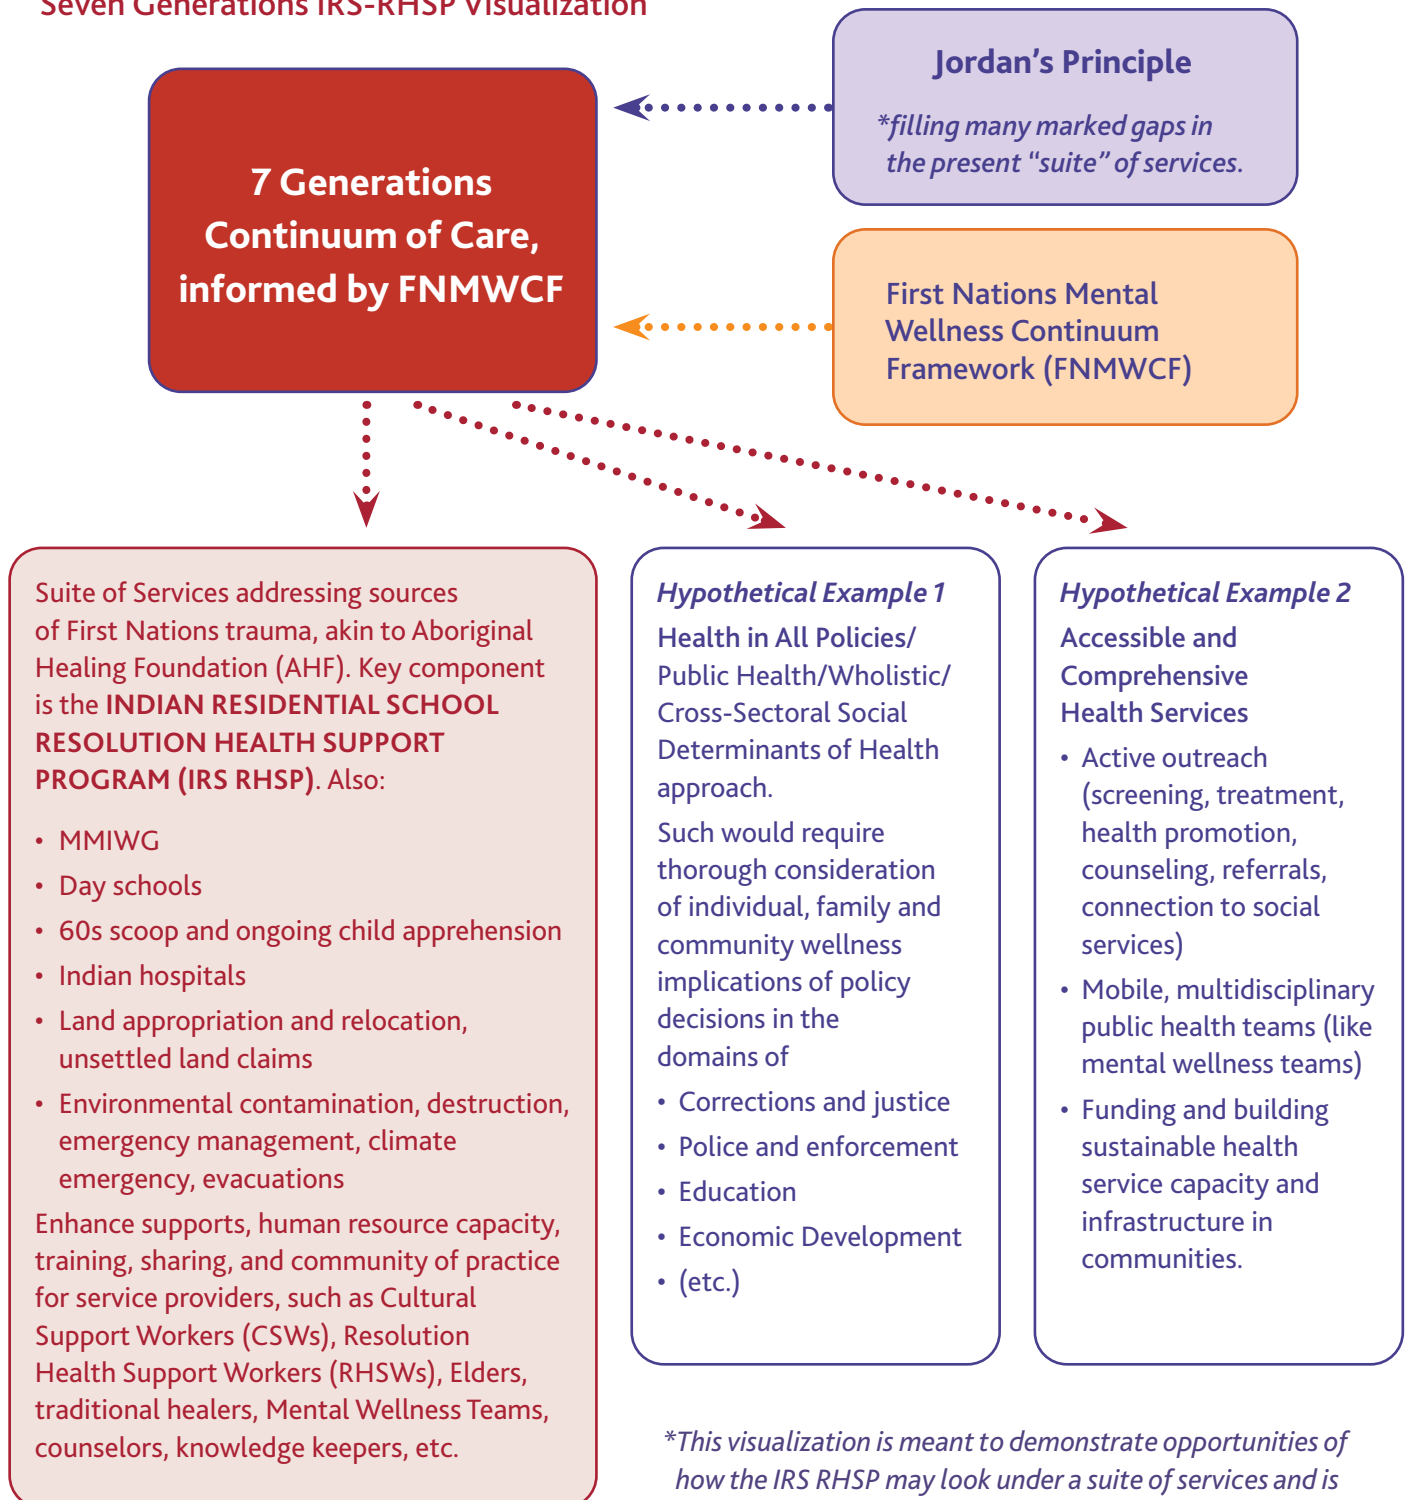 Seven Generations IRS-RHSP Visualization
7 Generations
Continuum of Care,
informed by FNMWCF
Jordan's Principle
*filling many marked gaps in
the present “suite” of services.
First Nations Mental
Wellness Continuum
Framework (FNMWCF)
Suite of Services addressing sources
of First Nations trauma, akin to Aboriginal
Healing Foundation (AHF). Key component
is the INDIAN RESIDENTIAL SCHOOL
RESOLUTION HEALTH SUPPORT
PROGRAM (IRS RHSP). Also:
• MMIWG
• Day schools
• 60s scoop and ongoing child apprehension
• Indian hospitals
• Land appropriation and relocation,
unsettled land claims
• Environmental contamination, destruction,
emergency management, climate
emergency, evacuations
Enhance supports, human resource capacity,
training, sharing, and community of practice
for service providers, such as Cultural
Support Workers (CSWs), Resolution
Health Support Workers (RHSWs), Elders,
traditional healers, Mental Wellness Teams,
counselors, knowledge keepers, etc.
Hypothetical Example 1
Health in All Policies/
Public Health/Wholistic/
Cross-Sectoral Social
Determinants of Health
approach.
Such would require
thorough consideration
of individual, family and
community wellness
implications of policy
decisions in the
domains of
• Corrections and justice
• Police and enforcement
• Education
• Economic Development
• (etc.)
Hypothetical Example 2
Accessible and
Comprehensive
Health Services
• Active outreach
(screening, treatment,
health promotion,
counseling, referrals,
connection to social
services)
• Mobile, multidisciplinary
public health teams (like
mental wellness teams)
• Funding and building
sustainable health
service capacity and
infrastructure in
communities.
*This visualization is meant to demonstrate opportunities of
how the IRS RHSP may look under a suite of services and is